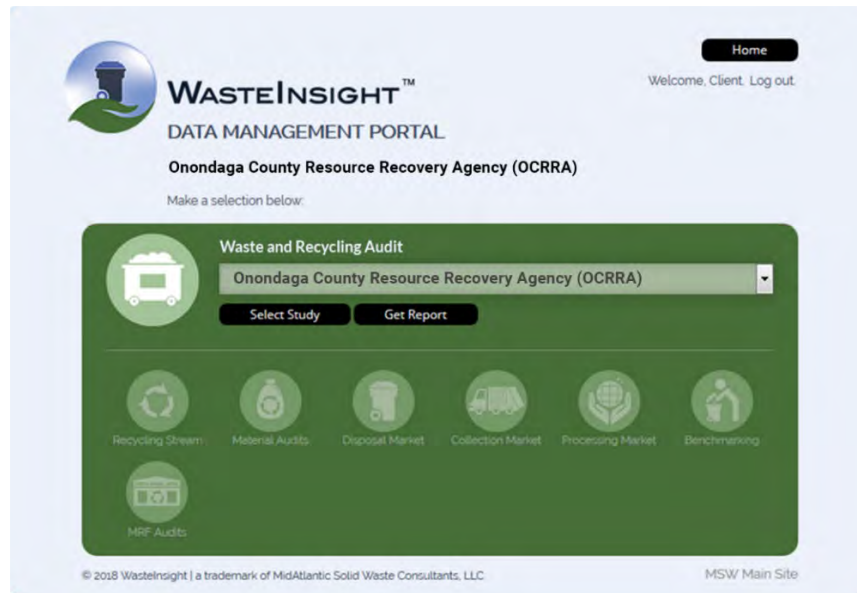 Home
Welcome, Client. Log out.
WASTEINSIGHT™
DATA MANAGEMENT PORTAL
Onondaga County Resource Recovery Agency (OCRRA)
Make a selection below:
Waste and Recycling Audit
Onondaga County Resource Recovery Agency (OCRRA)
Select Study Get Report
Recycling Stream Material Audits Disposal Market Collection Market Processing Market Benchmarking
MRF Audits
© 2018 WasteInsight | a trademark of MidAtlantic Solid Waste Consultants, LLC MSW Main Site